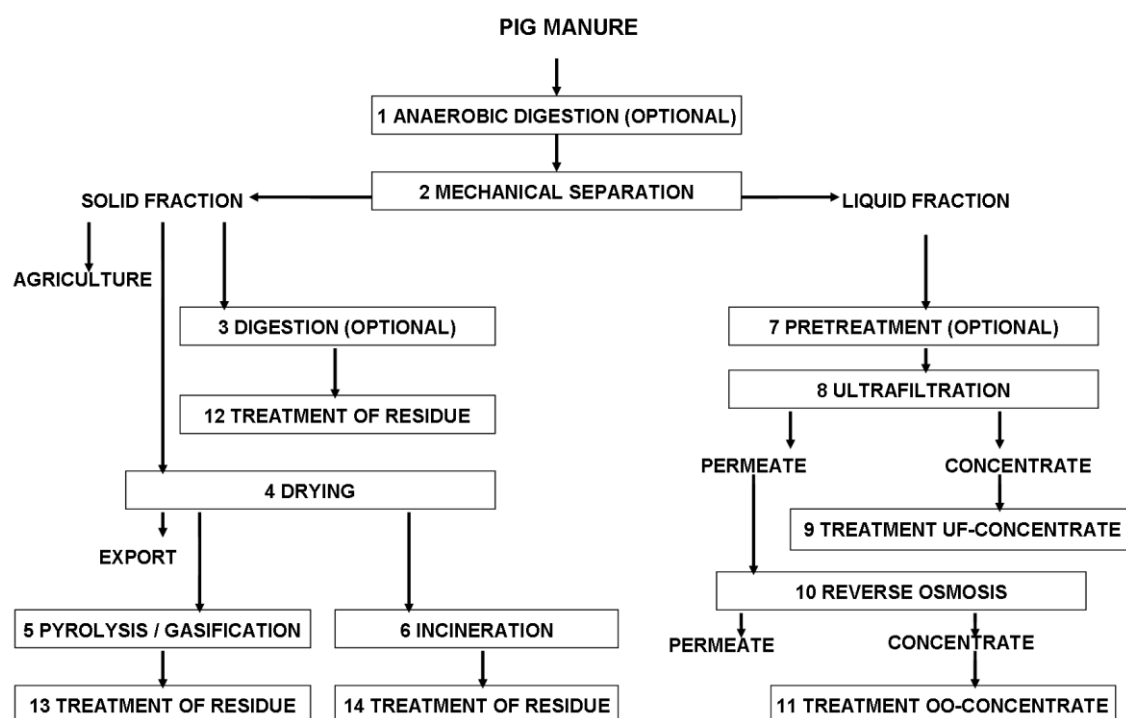 PIG MANURE
1 ANAEROBIC DIGESTION (OPTIONAL)
2 MECHANICAL SEPARATION
SOLID FRACTION
LIQUID FRACTION
AGRICULTURE
3 DIGESTION (OPTIONAL)
7 PRETREATMENT (OPTIONAL)
8 ULTRAFILTRATION
12 TREATMENT OF RESIDUE
PERMEATE
CONCENTRATE
4 DRYING
9 TREATMENT UF-CONCENTRATE
EXPORT
10 REVERSE OSMOSIS
5 PYROLYSIS / GASIFICATION
6 INCINERATION
PERMEATE
CONCENTRATE
13 TREATMENT OF RESIDUE
14 TREATMENT OF RESIDUE
11 TREATMENT OO-CONCENTRATE